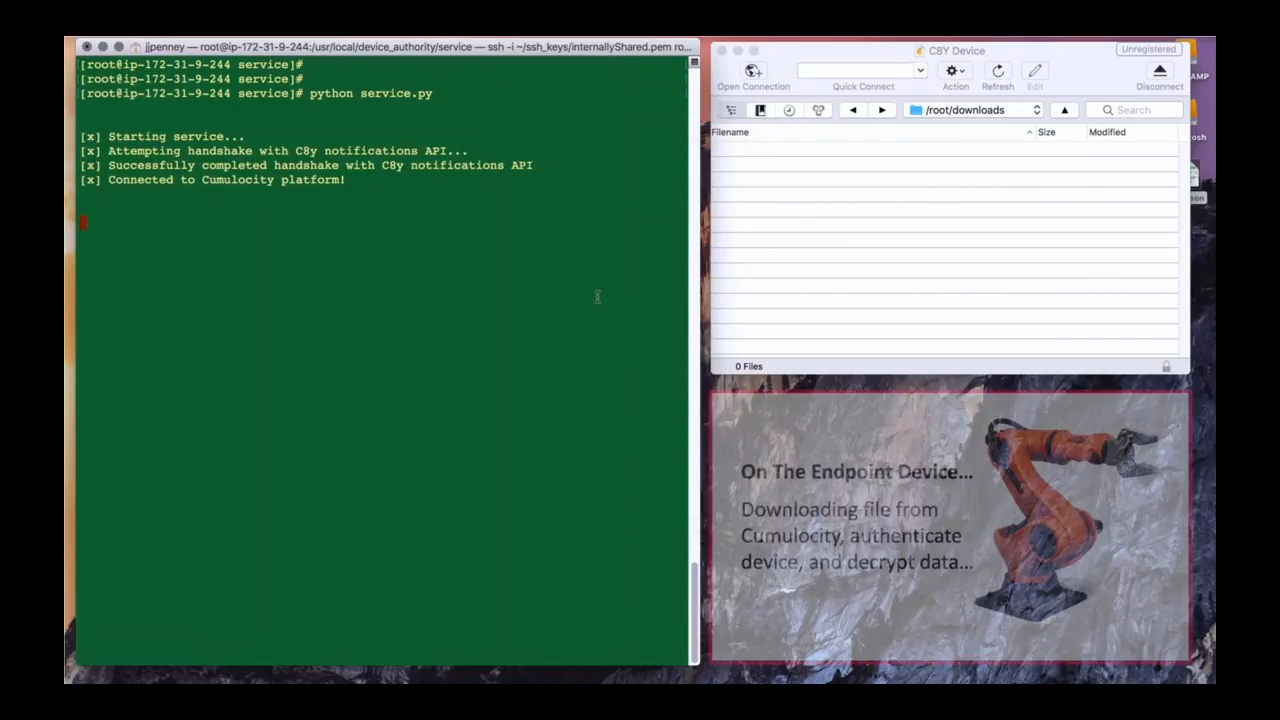 jjpenney — root@ip-172-31-9-244:/usr/local/device_authority/service — ssh -i ~/ssh_keys/internallyShared.pem ro...
[root@ip-172-31-9-244 service]#
[root@ip-172-31-9-244 service]#
[root@ip-172-31-9-244 service]# python service.py
[x] Starting service...
[x] Attempting handshake with C8y notifications API...
[x] Successfully completed handshake with C8y notifications API
[x] Connected to Cumulocity platform!
C8Y Device
Unregistered
Open Connection
Quick Connect
Action
Refresh
Edit
Disconnect
/root/downloads
Search
Filename
Size
Modified
0 Files
AMP
osh
son
On The Endpoint Device...
Downloading file from
Cumulocity, authenticate
device, and decrypt data...